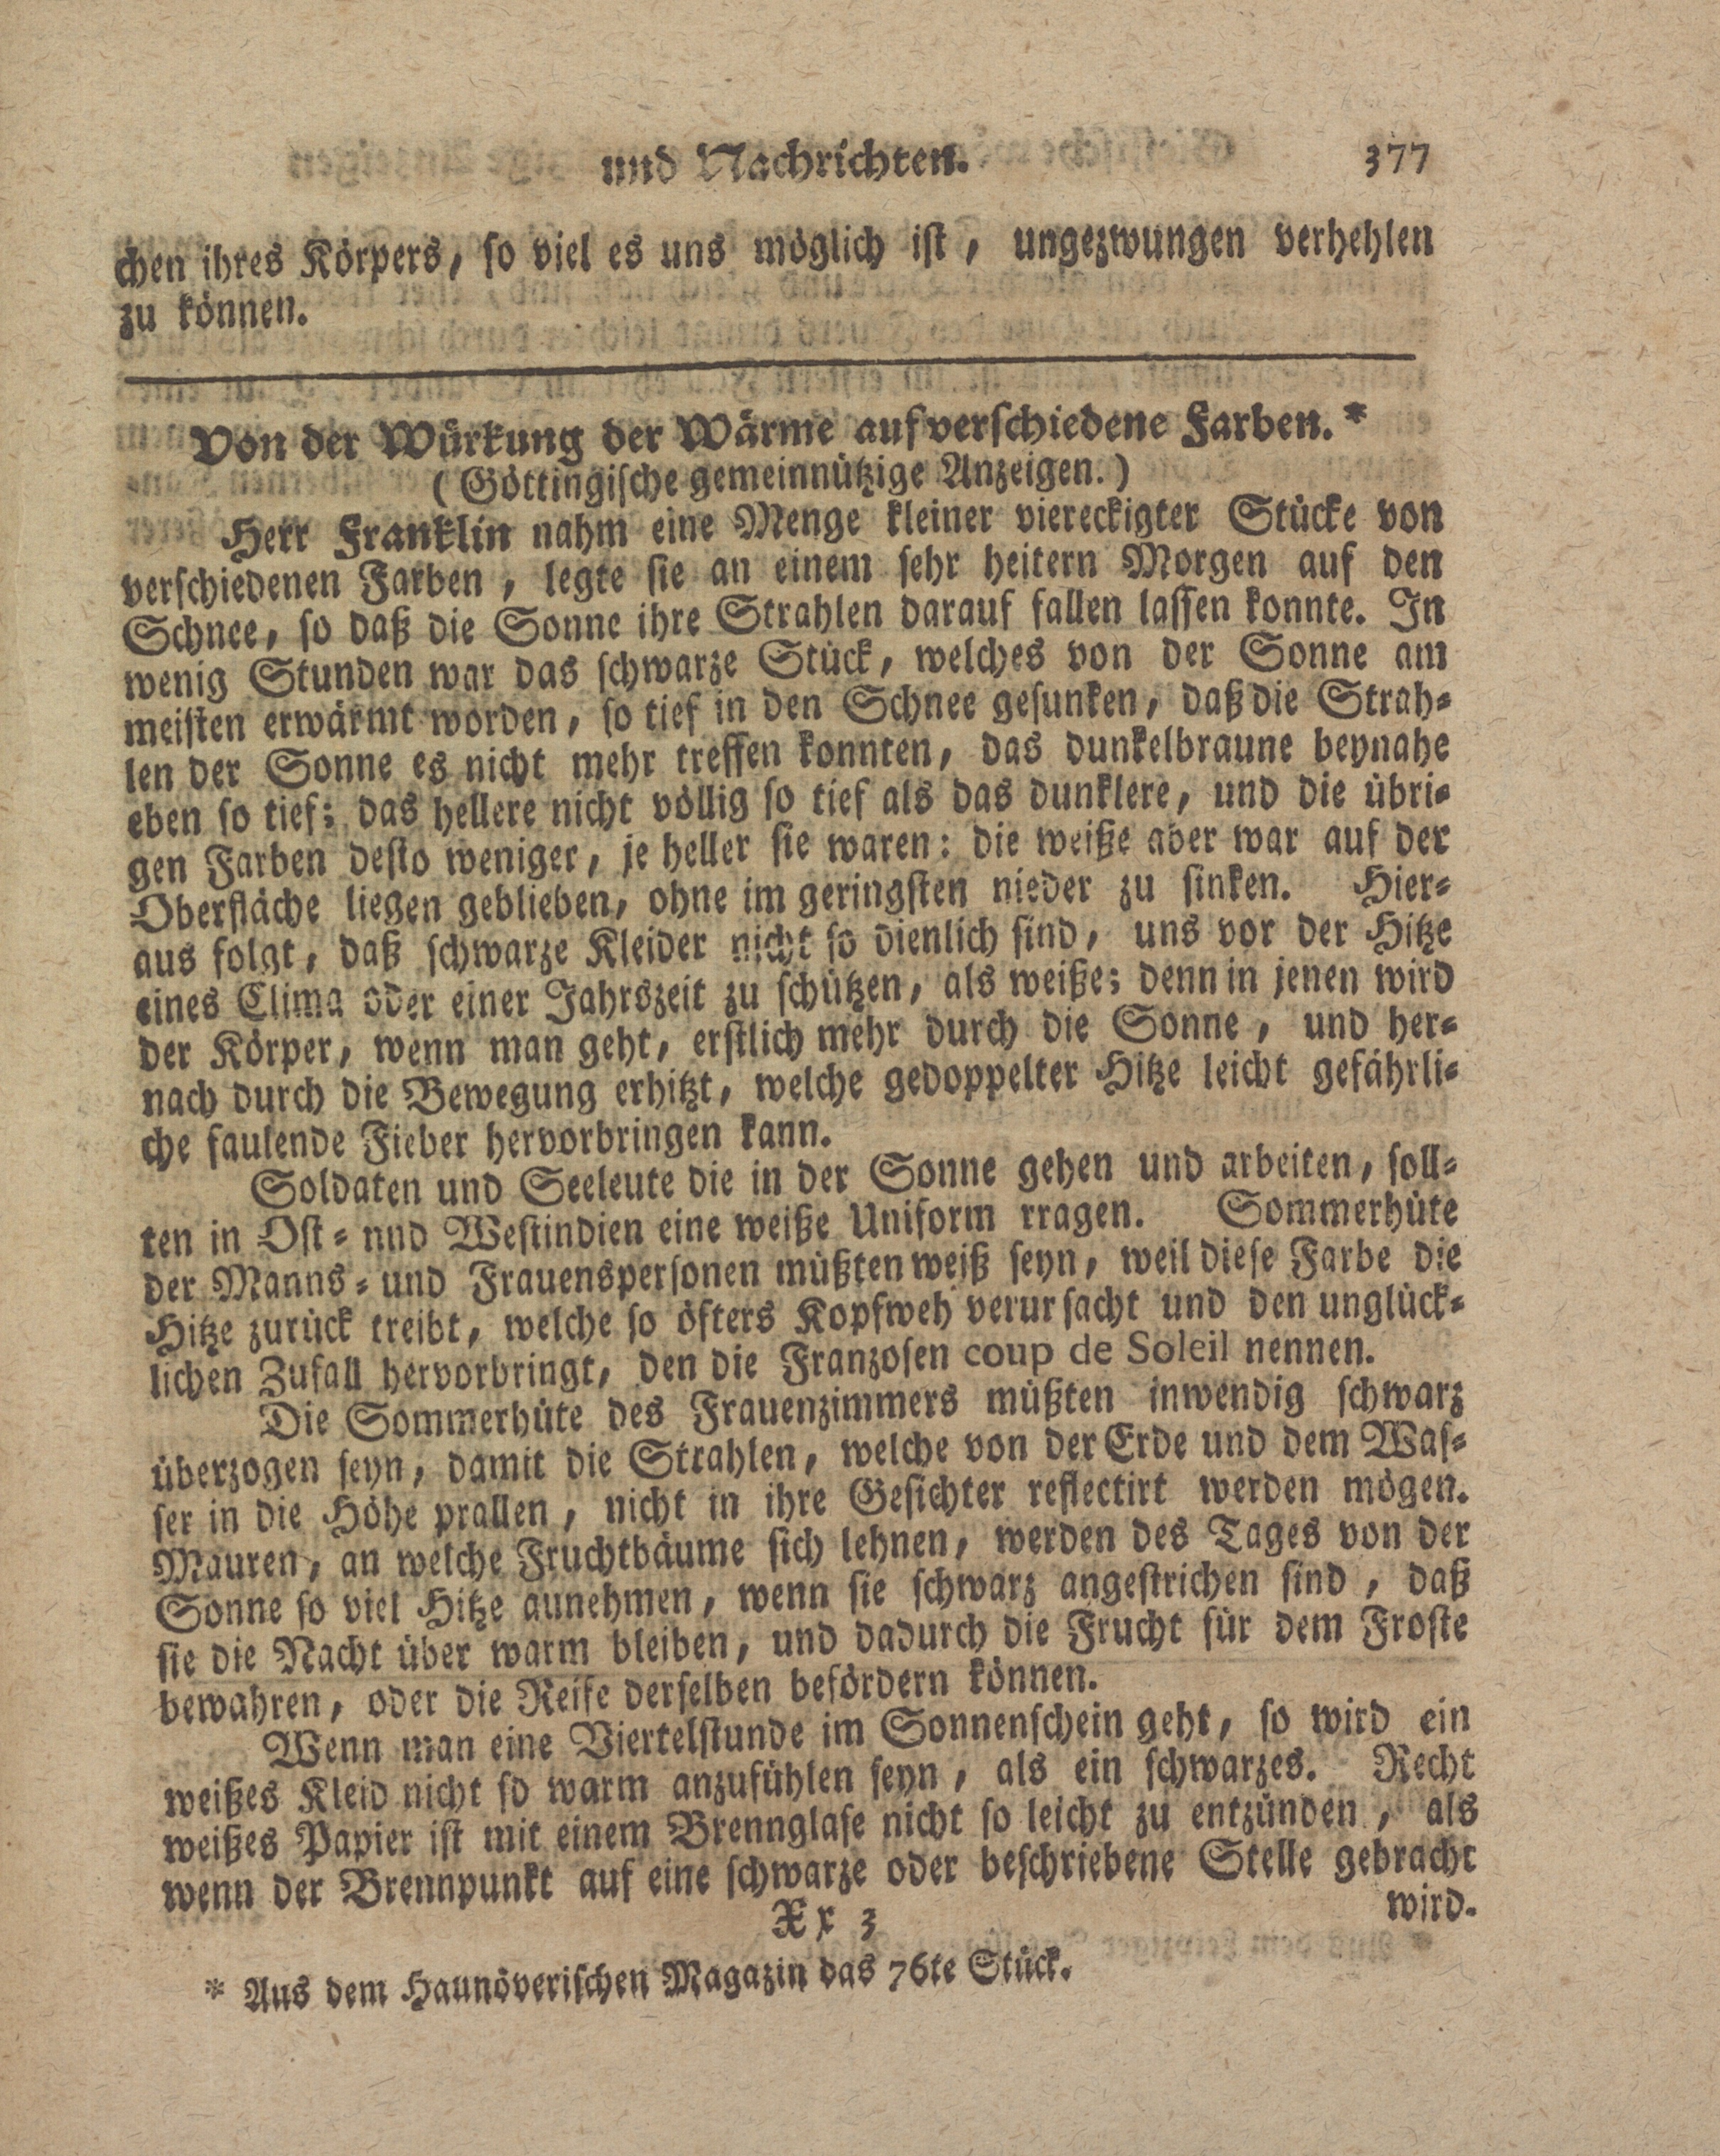 und Nachrichten. 377
chen ihres Körpers, so viel es uns möglich ist, ungezwungen verhehlen
zu können.
Von der Würkung der Wärme auf verschiedene Farben.*
(Göttingische gemeinnützige Anzeigen.)
Herr Franklin nahm eine Menge kleiner viereckigter Stücke von
verschiedenen Farben, legte sie an einem sehr heitern Morgen auf den
Schnee, so daß die Sonne ihre Strahlen darauf fallen lassen konnte. In
wenig Stunden war das schwarze Stück, welches von der Sonne am
meisten erwärmt worden, so tief in den Schnee gesunken, daß die Strah-
len der Sonne es nicht mehr treffen konnten, das dunkelbraune beynahe
eben so tief; das hellere nicht völlig so tief als das dunklere, und die übri-
gen Farben desto weniger, je heller sie waren: die weiße aber war auf der
Oberfläche liegen geblieben, ohne im geringsten nieder zu sinken. Hier-
aus folgt, daß schwarze Kleider nicht so dienlich sind, uns vor der Hitze
eines Clima oder einer Jahrszeit zu schützen, als weiße; denn in jenen wird
der Körper, wenn man geht, erstlich mehr durch die Sonne, und her-
nach durch die Bewegung erhitzt, welche gedoppelter Hitze leicht gefährli-
che faulende Fieber hervorbringen kann.
Soldaten und Seeleute die in der Sonne gehen und arbeiten, soll-
ten in Ost- nnd Westindien eine weiße Uniform rragen. Sommerhüte
der Manns- und Frauenspersonen müßten weiß seyn, weil diese Farbe die
Hitze zurück treibt, welche so öfters Kopfweh verursacht und den unglück-
lichen Zufall hervorbringt, den die Franzosen coup de Soleil nennen.
Die Sommerhüte des Frauenzimmers müßten inwendig schwarz
überzogen seyn, damit die Strahlen, welche von der Erde und dem Was-
ser in die Höhe prallen, nicht in ihre Gesichter reflectirt werden mögen.
Mauren, an welche Fruchtbäume sich lehnen, werden des Tages von der
Sonne so viel Hitze aunehmen, wenn sie schwarz angestrichen sind, daß
sie die Nacht über warm bleiben, und dadurch die Frucht für dem Froste
bewahren, oder die Reife derselben befördern können.
Wenn man eine Viertelstunde im Sonnenschein geht, so wird ein
weißes Kleid nicht so warm anzufühlen seyn, als ein schwarzes. Recht
weißes Papier ist mit einem Brennglase nicht so leicht zu entzünden, als
wenn der Brennpunkt auf eine schwarze oder beschriebene Stelle gebracht
Xx 3 wird.
* Aus dem Haunöverischen Magazin das 76te Stück.